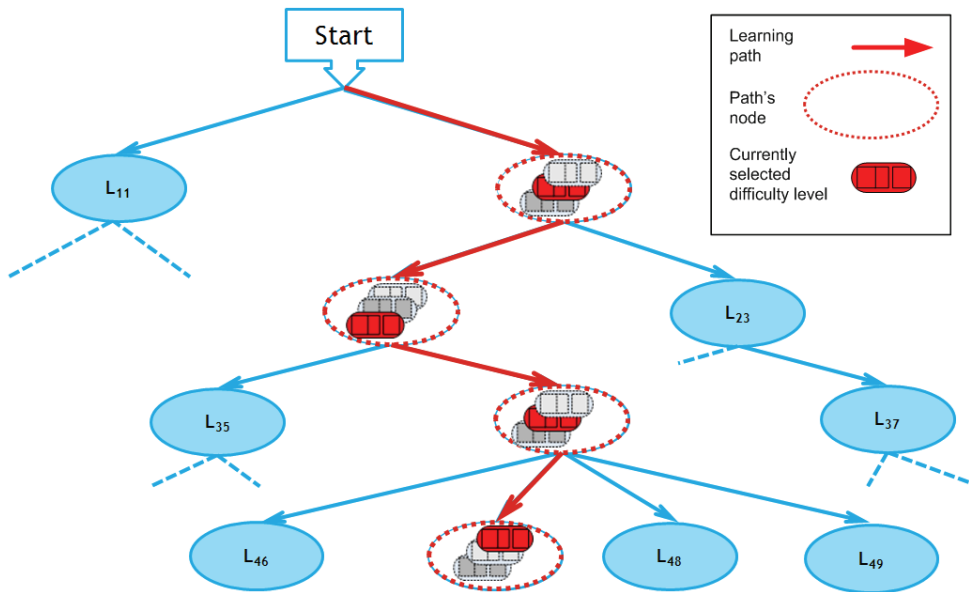 Start
Learning
path
Path's
node
Currently
selected
difficulty level
L11
L23
L35
L37
L46
L48
L49